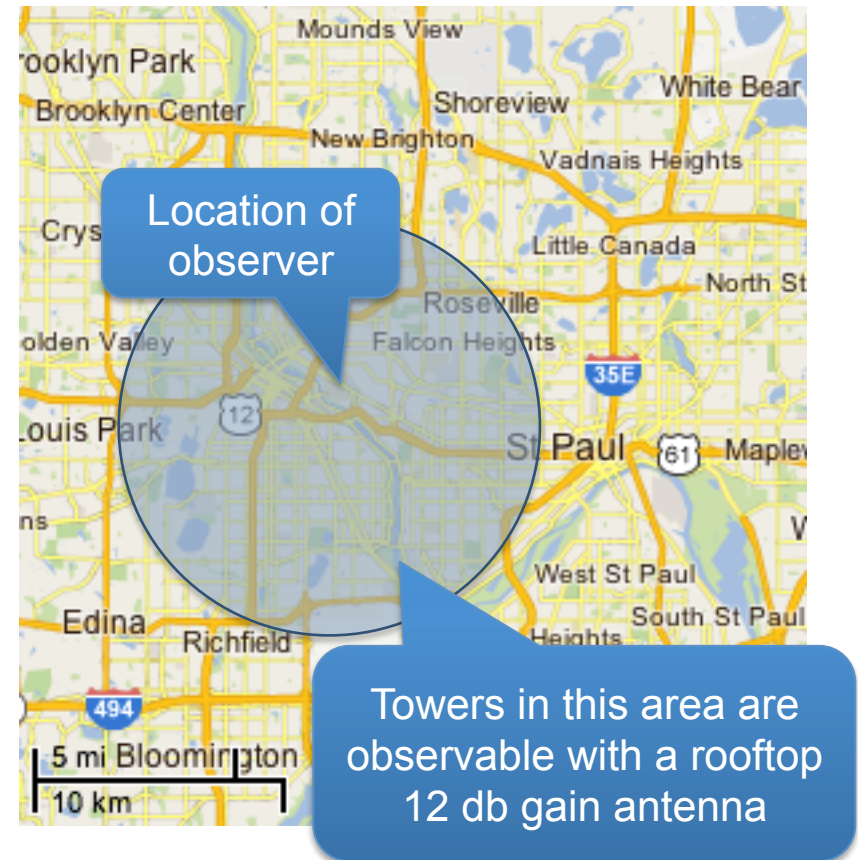 Mounds View
rooklyn Park
White Bear
Brooklyn Center
Shoreview
New Brighton
Vadnais Heights
Location of
observer
Crys
Little Canada
North St
Roseville
olden Valley
Falcon Heights
35E
12
Louis Park
St Paul
61
Maplew
ns
W
West St Paul
Edina
South St Paul
Richfield
Heights
494
5 mi
Bloomington
10 km
Towers in this area are
observable with a rooftop
12 db gain antenna